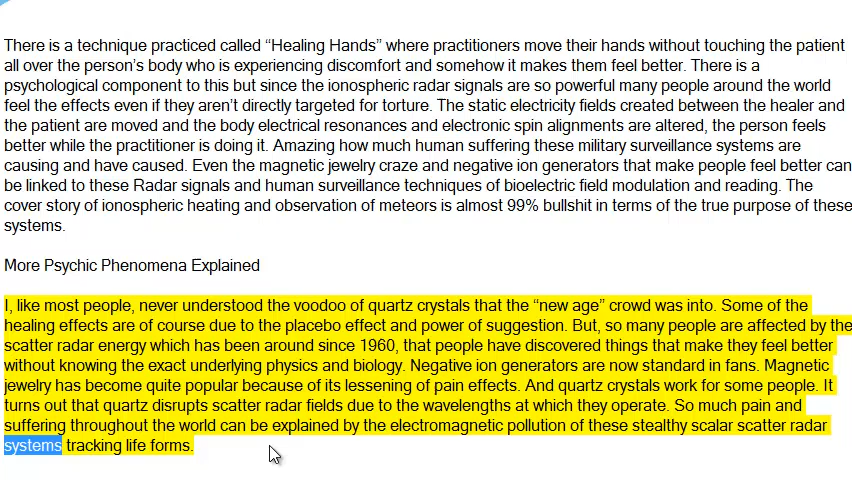 There is a technique practiced called “Healing Hands” where practitioners move their hands without touching the patient
all over the person’s body who is experiencing discomfort and somehow it makes them feel better. There is a
psychological component to this but since the ionospheric radar signals are so powerful many people around the world
feel the effects even if they aren’t directly targeted for torture. The static electricity fields created between the healer and
the patient are moved and the body electrical resonances and electronic spin alignments are altered, the person feels
better while the practitioner is doing it. Amazing how much human suffering these military surveillance systems are
causing and have caused. Even the magnetic jewelry craze and negative ion generators that make people feel better can
be linked to these Radar signals and human surveillance techniques of bioelectric field modulation and reading. The
cover story of ionospheric heating and observation of meteors is almost 99% bullshit in terms of the true purpose of these
systems.
More Psychic Phenomena Explained
I, like most people, never understood the voodoo of quartz crystals that the “new age” crowd was into. Some of the
healing effects are of course due to the placebo effect and power of suggestion. But, so many people are affected by the
scatter radar energy which has been around since 1960, that people have discovered things that make they feel better
without knowing the exact underlying physics and biology. Negative ion generators are now standard in fans. Magnetic
jewelry has become quite popular because of its lessening of pain effects. And quartz crystals work for some people. It
turns out that quartz disrupts scatter radar fields due to the wavelengths at which they operate. So much pain and
suffering throughout the world can be explained by the electromagnetic pollution of these stealthy scalar scatter radar
systems tracking life forms.